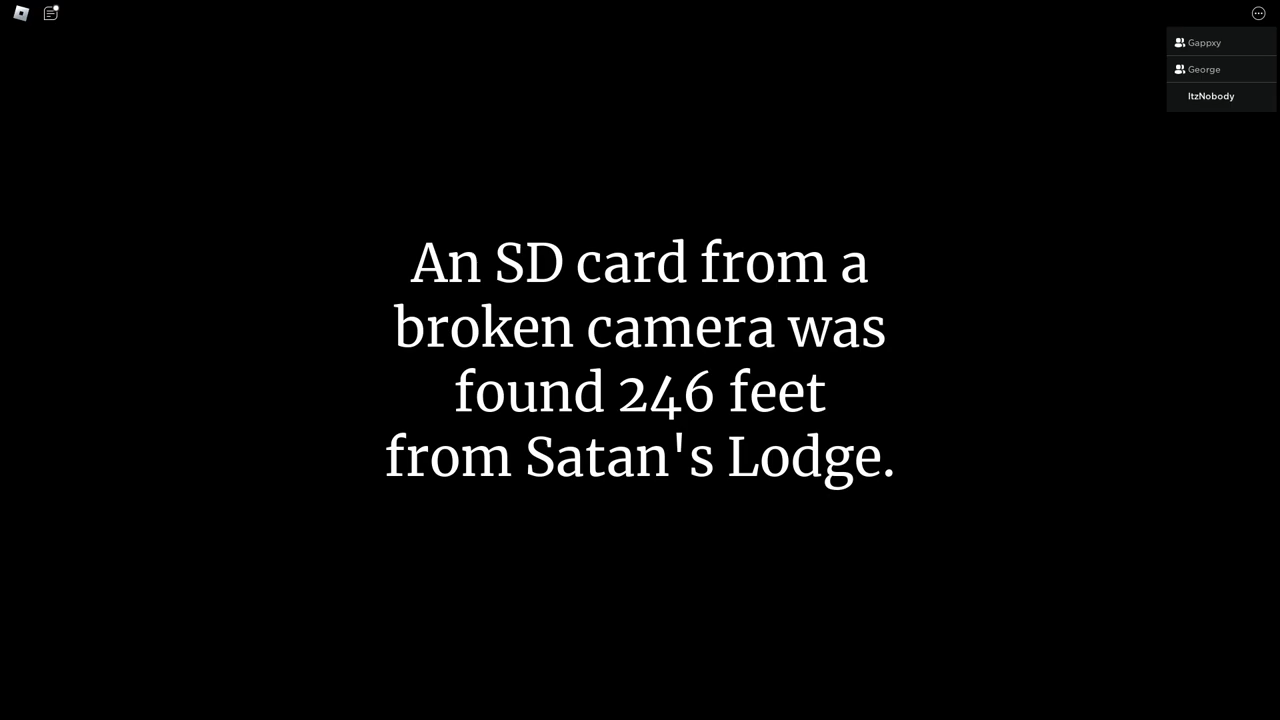 Gappxy
George
ItzNobody
An SD card from a
broken camera was
found 246 feet
from Satan's Lodge.